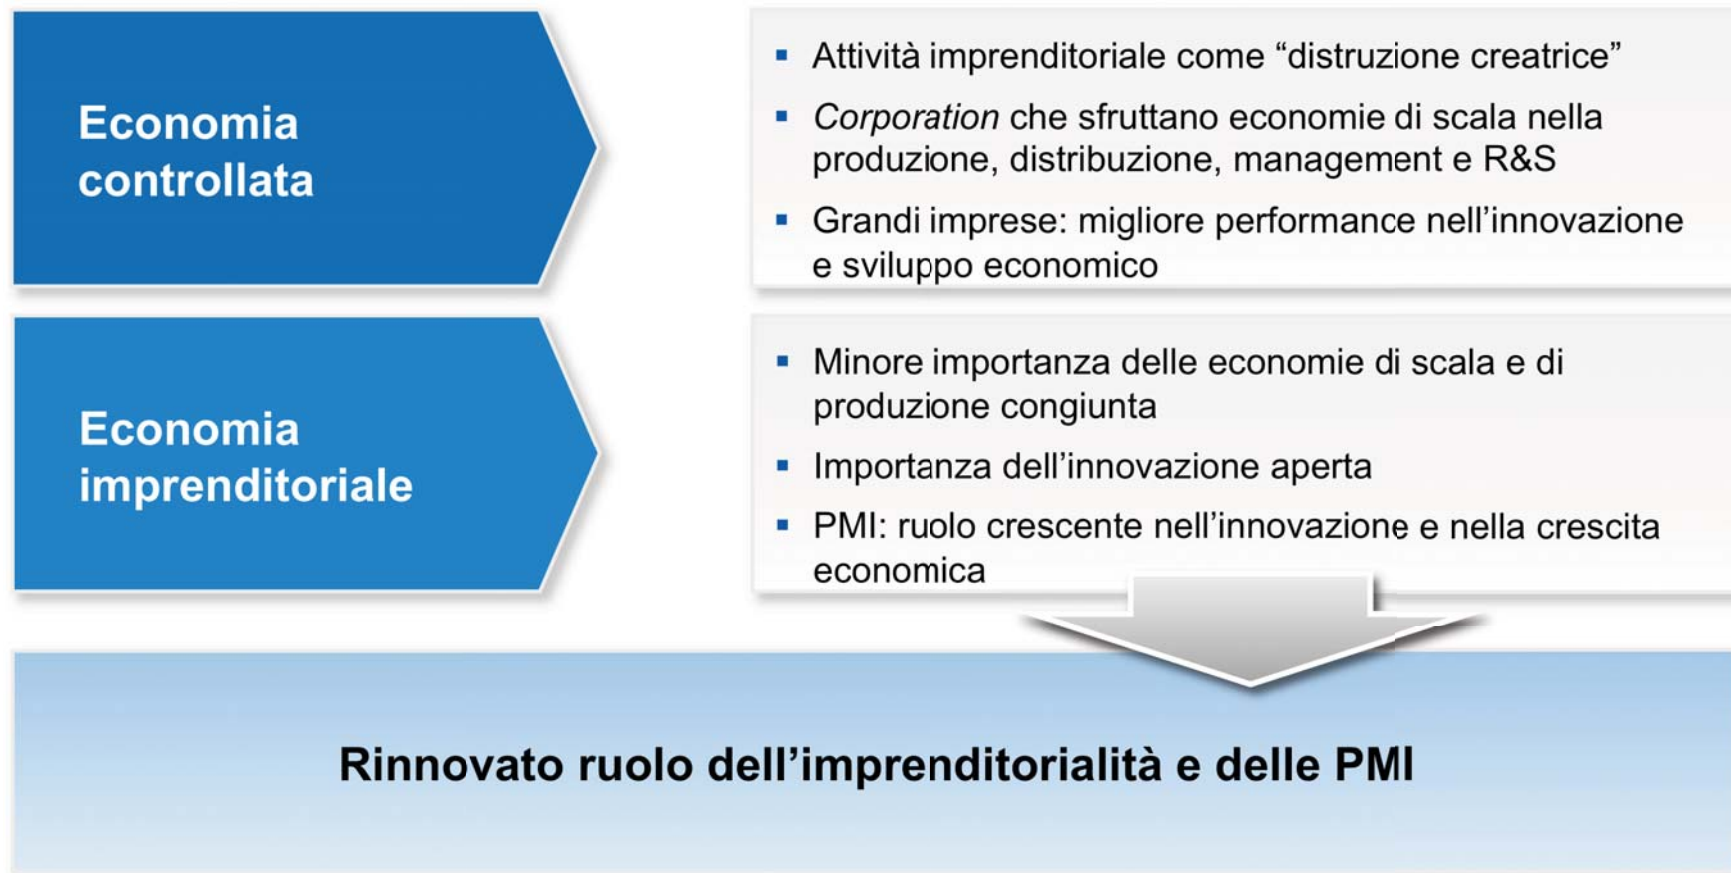 Economia
controllata
▪ Attività imprenditoriale come “distruzione creatrice”
▪ Corporation che sfruttano economie di scala nella
produzione, distribuzione, management e R&S
▪ Grandi imprese: migliore performance nell’innovazione
e sviluppo economico
Economia
imprenditoriale
▪ Minore importanza delle economie di scala e di
produzione congiunta
▪ Importanza dell’innovazione aperta
▪ PMI: ruolo crescente nell’innovazione e nella crescita
economica
Rinnovato ruolo dell’imprenditorialità e delle PMI